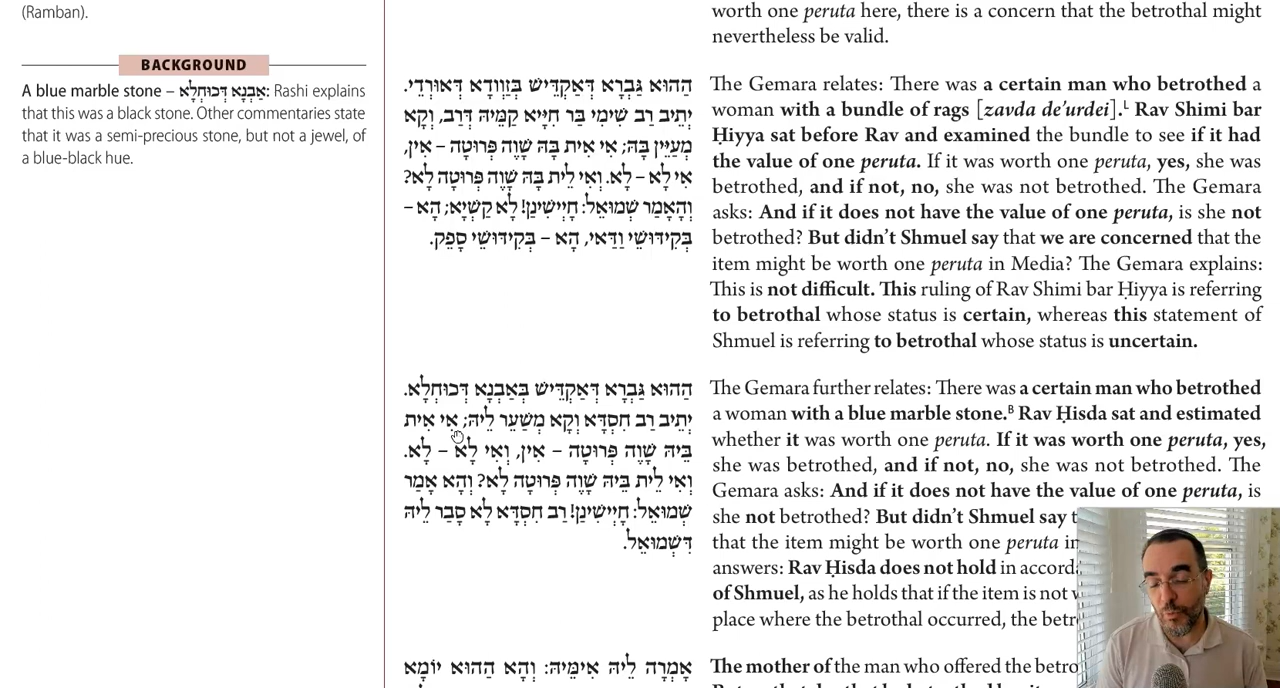 (Ramban).
BACKGROUND
A blue marble stone – אַבְנָא דְּכוּחְלָא: Rashi explains
that this was a black stone. Other commentaries state
that it was a semi-precious stone, but not a jewel, of
a blue-black hue.
הַהוּא גַּבְרָא דְּאַקְדֵּישׁ בְּזַוְודָא דְּאוּרְדֵי.
יְתֵיב רַב שִׁימִי בַּר חִיָּיא קַמֵּיהּ דְּרַב, וְקָא
מְעַיֵּין בָּהּ; אִי אִית בָּהּ שָׁוֶה פְּרוּטָה – אִין,
אִי לָא – לָא. וְאִי לֵית בָּהּ שָׁוֶה פְּרוּטָה לָא?
וְהָאָמַר שְׁמוּאֵל: חָיְישִׁינַן! לָא קַשְׁיָא; הָא –
בְּקִידּוּשֵׁי וַדַּאי, הָא – בְּקִידּוּשֵׁי סָפֵק.
הַהוּא גַּבְרָא דְּאַקְדֵּישׁ בְּאַבְנָא דְּכוּחְלָא.
יְתֵיב רַב חִסְדָּא וְקָא מְשַׁעֵר לֵיהּ; אִי אִית
בֵּיהּ שָׁוֶה פְּרוּטָה – אִין, וְאִי לָא – לָא.
וְאִי לֵית בֵּיהּ שָׁוֶה פְּרוּטָה לָא? וְהָא אָמַר
שְׁמוּאֵל: חָיְישִׁינַן! רַב חִסְדָּא לָא סָבַר לֵיהּ
דִּשְׁמוּאֵל.
אָמְרָה לֵיהּ אִימֵּיהּ: וְהָא הַהוּא יוֹמָא
worth one peruta here, there is a concern that the betrothal might
nevertheless be valid.
The Gemara relates: There was a certain man who betrothed a
woman with a bundle of rags [zavda de'urdei].L Rav Shimi bar
Ḥiyya sat before Rav and examined the bundle to see if it had
the value of one peruta. If it was worth one peruta, yes, she was
betrothed, and if not, no, she was not betrothed. The Gemara
asks: And if it does not have the value of one peruta, is she not
betrothed? But didn't Shmuel say that we are concerned that the
item might be worth one peruta in Media? The Gemara explains:
This is not difficult. This ruling of Rav Shimi bar Ḥiyya is referring
to betrothal whose status is certain, whereas this statement of
Shmuel is referring to betrothal whose status is uncertain.
The Gemara further relates: There was a certain man who betrothed
a woman with a blue marble stone.B Rav Ḥisda sat and estimated
whether it was worth one peruta. If it was worth one peruta, yes,
she was betrothed, and if not, no, she was not betrothed. The
Gemara asks: And if it does not have the value of one peruta, is
she not betrothed? But didn't Shmuel say
that the item might be worth one peruta in
answers: Rav Ḥisda does not hold in
of Shmuel, as he holds that if the item is not
place where the betrothal occurred, the
The mother of the man who offered the